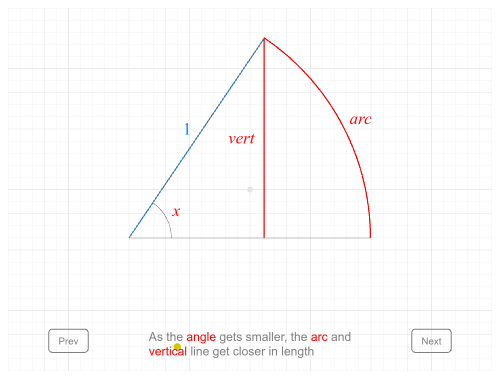 1
vert
arc
x
Prev
As the angle gets smaller, the arc and
vertical line get closer in length
Next